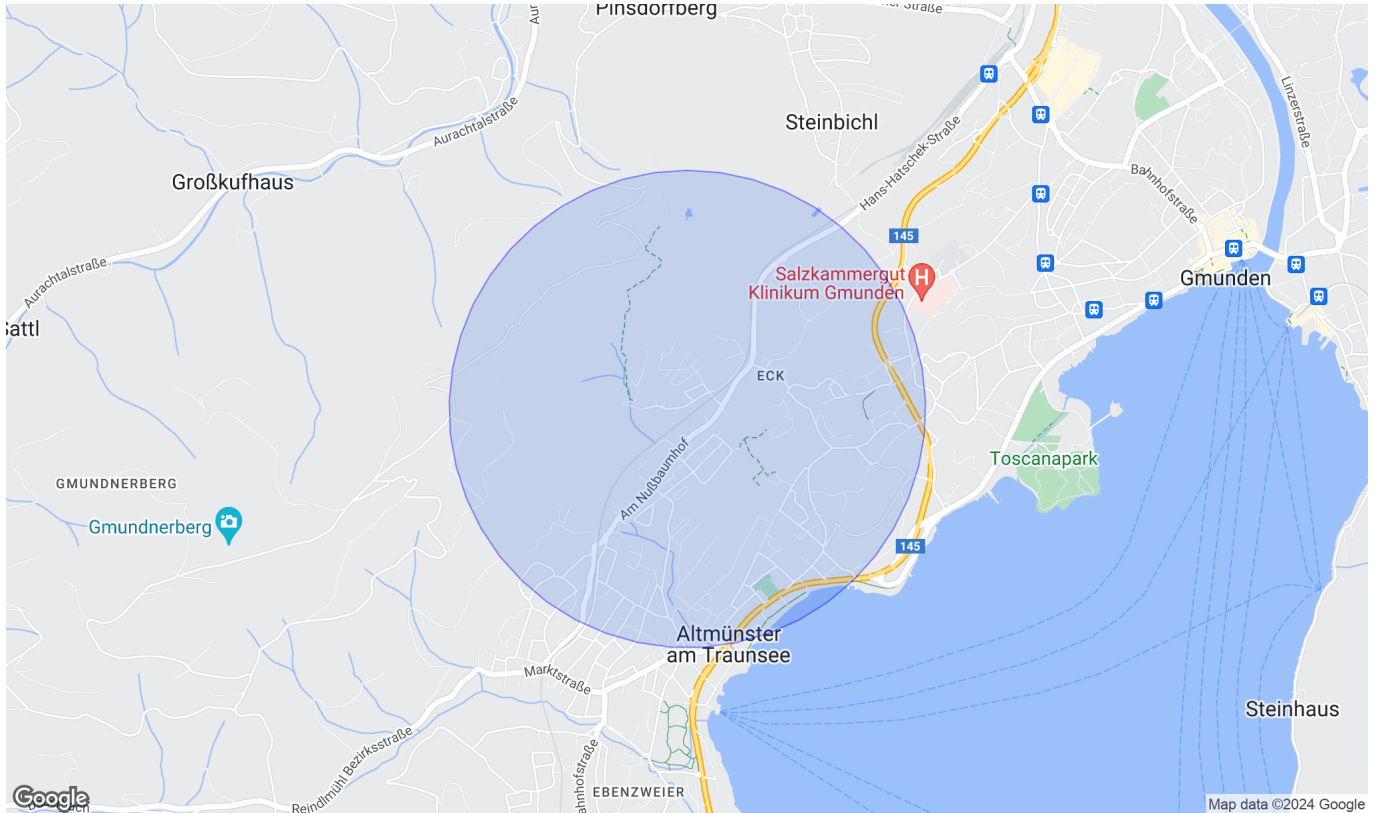 Pinsdorfberg
Steinbichl
Aurachtalstraße
Hans-Hatschek-Straße
Linzerstraße
Großkufhaus
Bahnhofstraße
145
Aurachtalstraße
Salzkammergut
Klinikum Gmunden
H
Gmunden
ECK
Am Nußbaumhof
Toscanapark
GMUNDNERBERG
Gmundnerberg
145
Altmünster
am Traunsee
Marktstraße
Steinhaus
Reindlmühl Bezirksstraße
EBENZWEIER
Google
Map data ©2024 Google